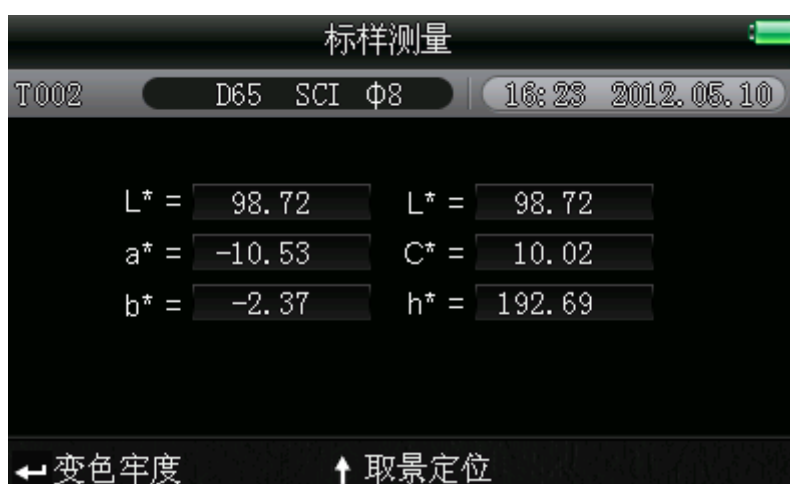 标样测量
T002 D65 SCI Φ8 16:23 2012.05.10
L* = 98.72 L* = 98.72
a* = -10.53 C* = 10.02
b* = -2.37 h* = 192.69
变色牢度 取景定位